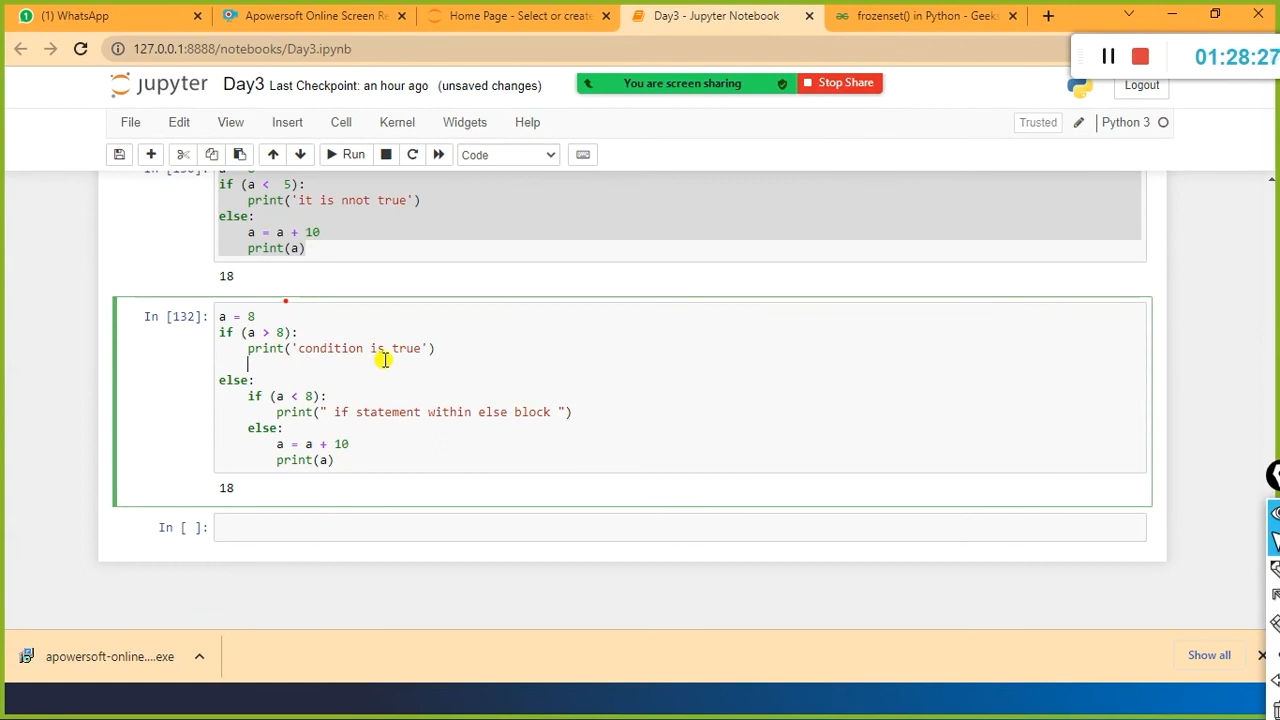 (1) WhatsApp
Apowersoft Online Screen Re
Home Page - Select or create
Day3 - Jupyter Notebook
frozenset() in Python - Geeks
127.0.0.1:8888/notebooks/Day3.ipynb
01:28:27
jupyter Day3 Last Checkpoint: an hour ago (unsaved changes)
You are screen sharing
Stop Share
Logout
File Edit View Insert Cell Kernel Widgets Help
Trusted
Python 3
Run
Code
if (a <  5):
print('it is nnot true')
else:
a = a + 10
print(a)
18
In [132]:
a = 8
if (a > 8):
print('condition is true')
else:
if (a < 8):
print(" if statement within else block ")
else:
a = a + 10
print(a)
18
In [ ]:
apowersoft-online....exe
Show all